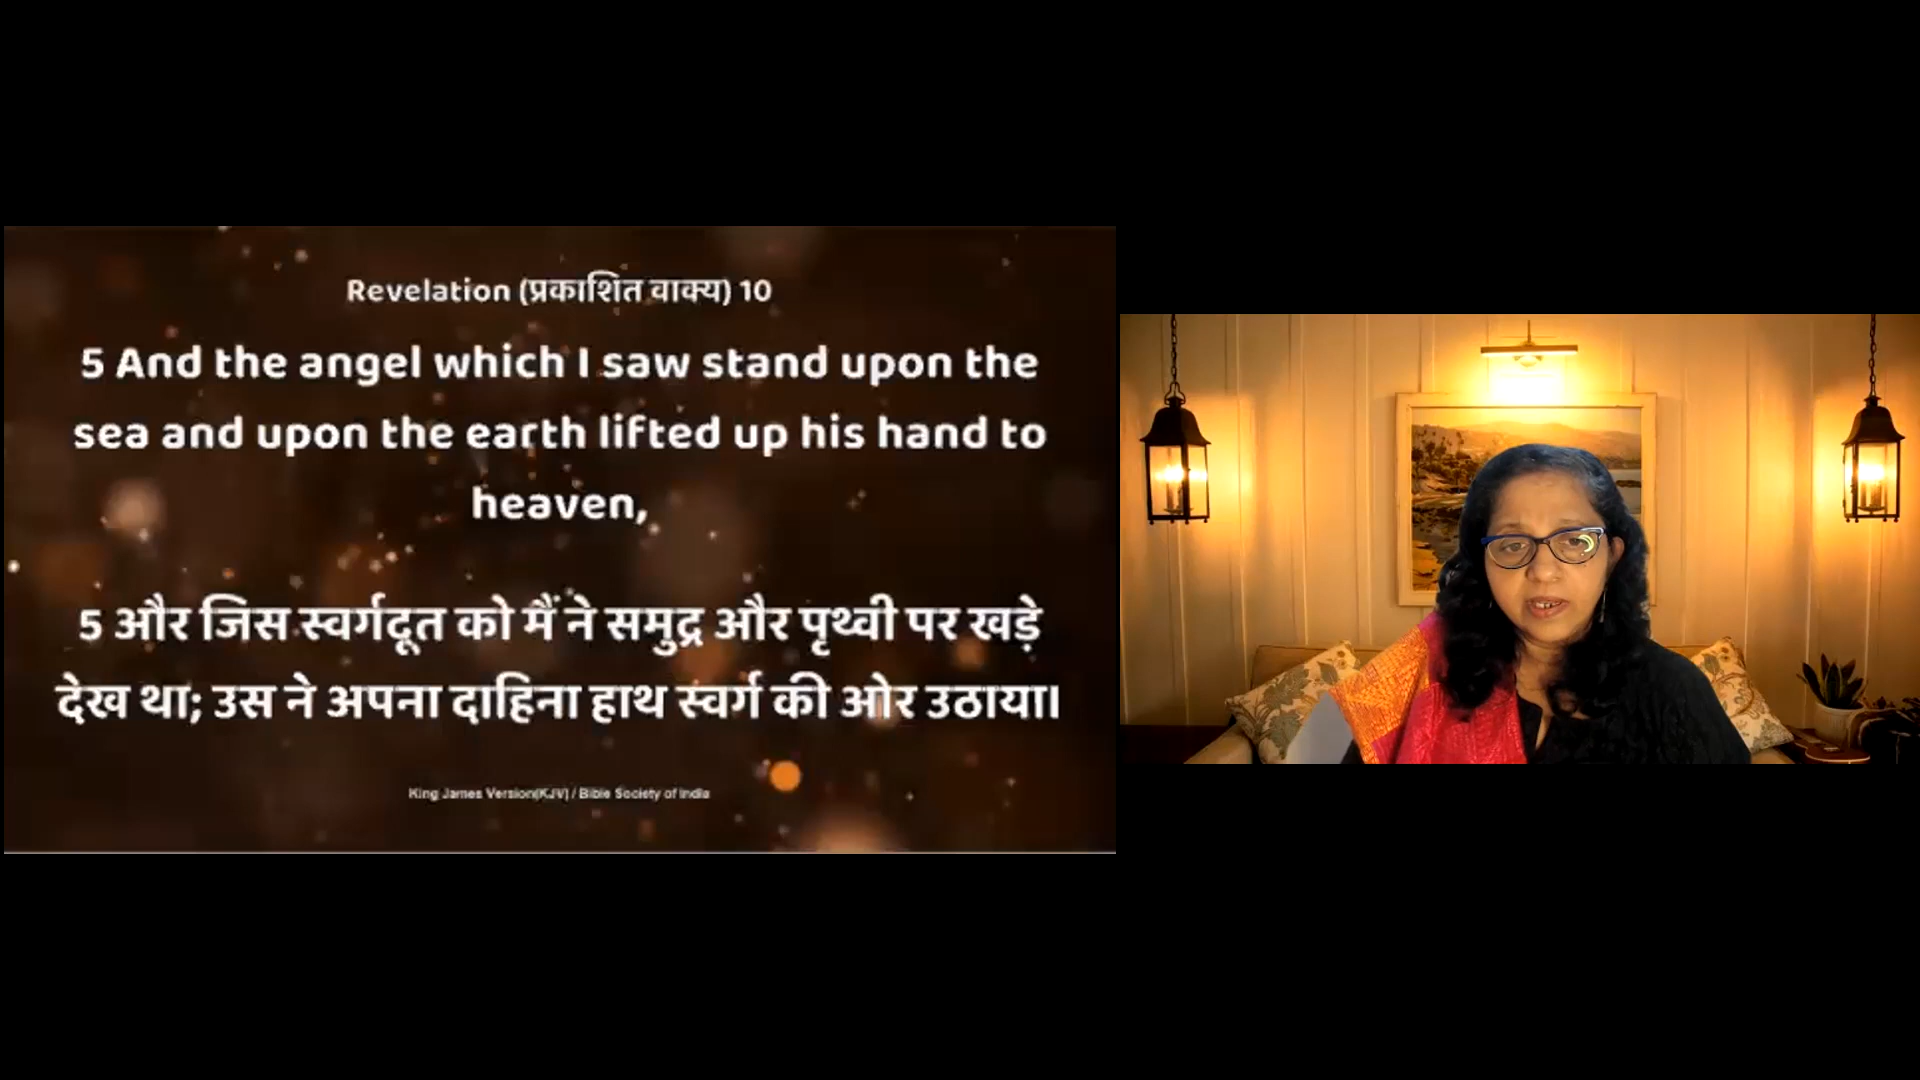 Revelation (प्रकाशित वाक्य) 10
5 And the angel which I saw stand upon the
sea and upon the earth lifted up his hand to
heaven,
5 और जिस स्वर्गदूत को मैं ने समुद्र और पृथ्वी पर खड़े
देख था; उस ने अपना दाहिना हाथ स्वर्ग की ओर उठाया।
King James Version(KJV) / Bible Society of India